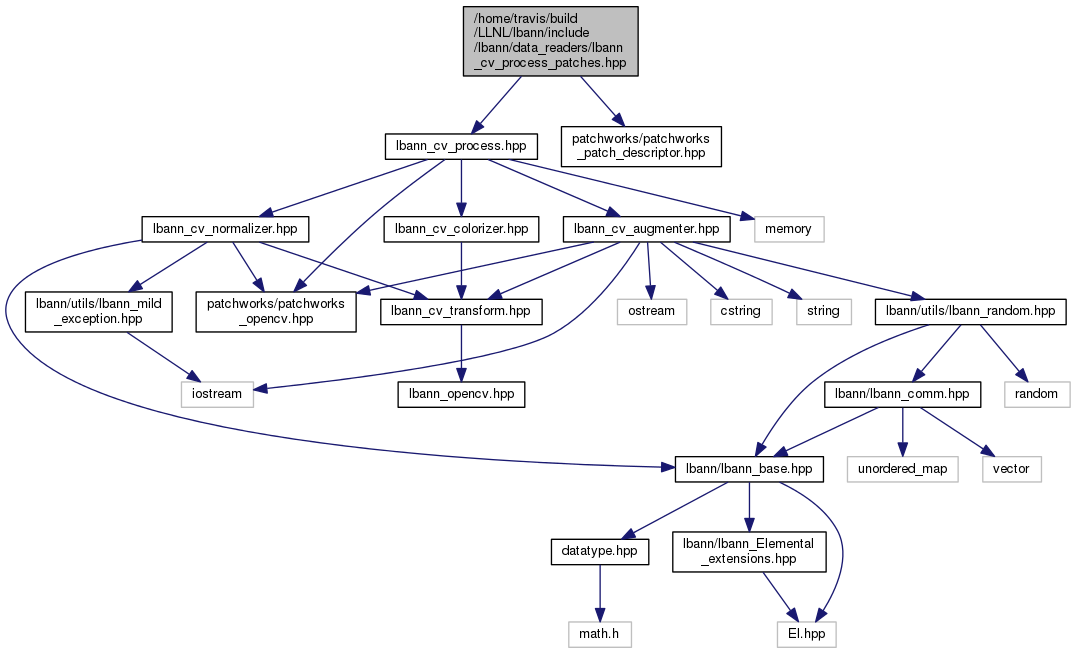 /home/travis/build
/LLNL/lbann/include
/lbann/data_readers/lbann
_cv_process_patches.hpp
lbann_cv_process.hpp
patchworks/patchworks
_patch_descriptor.hpp
lbann_cv_normalizer.hpp
lbann_cv_colorizer.hpp
lbann_cv_augmenter.hpp
memory
lbann/utils/lbann_mild
_exception.hpp
patchworks/patchworks
_opencv.hpp
lbann_cv_transform.hpp
ostream
cstring
string
lbann/utils/lbann_random.hpp
iostream
lbann_opencv.hpp
lbann/lbann_comm.hpp
random
lbann/lbann_base.hpp
unordered_map
vector
datatype.hpp
lbann/lbann_Elemental
_extensions.hpp
math.h
El.hpp